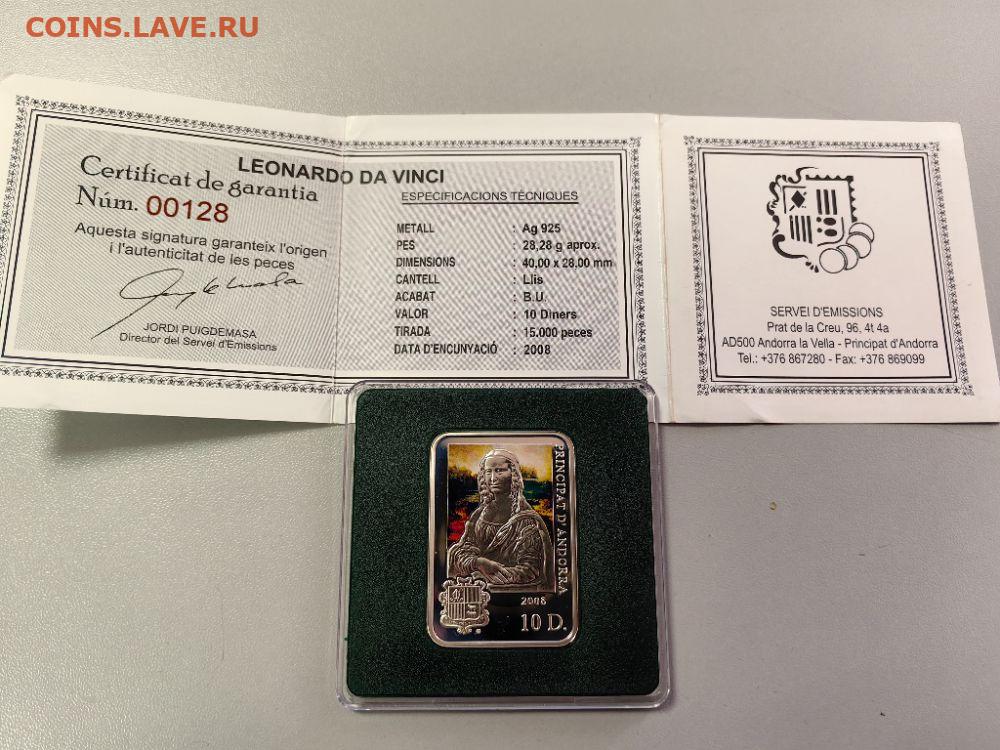 COINS.LAVE.RU
LEONARDO DA VINCI
Certificat de garantia
Núm. 00128
Aquesta signatura garanteix l'origen
i l'autenticitat de les peces
JORDI PUIGDEMASA
Director del Servei d'Emissions
ESPECIFICACIONS TÈCNIQUES
METALL : Ag 925
PES : 28,28 g aprox.
DIMENSIONS : 40,00 x 28,00 mm
CANTELL : Llis
ACABAT : B.U.
VALOR : 10 Diners
TIRADA : 15.000 peces
DATA D'ENCUNYACIÓ : 2008
SERVEI D'EMISSIONS
Prat de la Creu, 96, 4t 4a
AD500 Andorra la Vella - Principat d'Andorra
Tel.: +376 867280 - Fax: +376 869099
PRINCIPAT D'ANDORRA
2008
10 D.